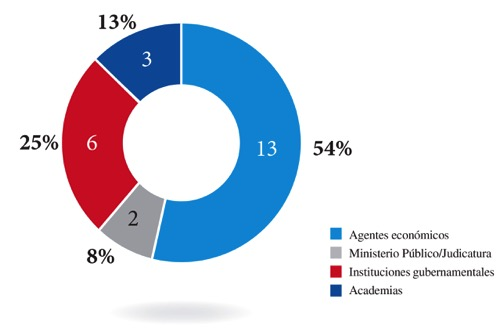 13%
3
25%
6
13
54%
2
8%
Agentes económicos
Ministerio Público/Judicatura
Instituciones gubernamentales
Academias